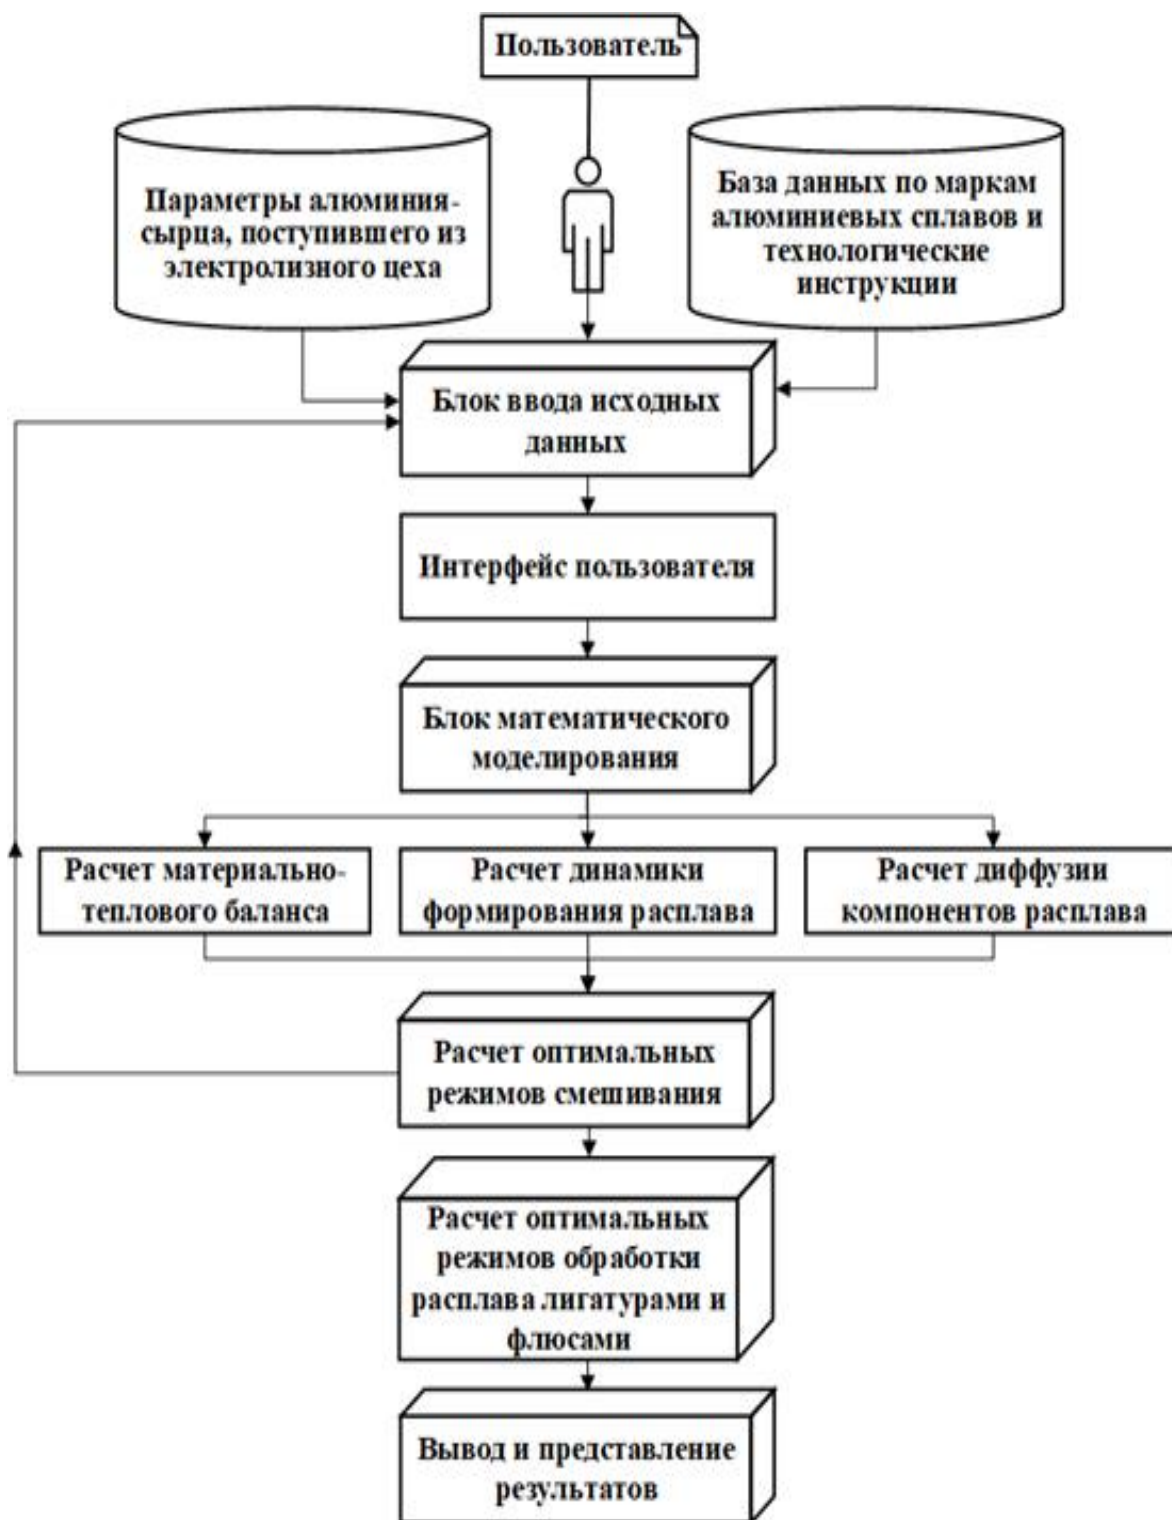 Пользователь
Параметры алюминия-
сырца, поступившего из
электролизного цеха
База данных по маркам
алюминиевых сплавов и
технологические
инструкции
Блок ввода исходных
данных
Интерфейс пользователя
Блок математического
моделирования
Расчет материально-
теплового баланса
Расчет динамики
формирования расплава
Расчет диффузии
компонентов расплава
Расчет оптимальных
режимов смешивания
Расчет оптимальных
режимов обработки
расплава лигатурами и
флюсами
Вывод и представление
результатов